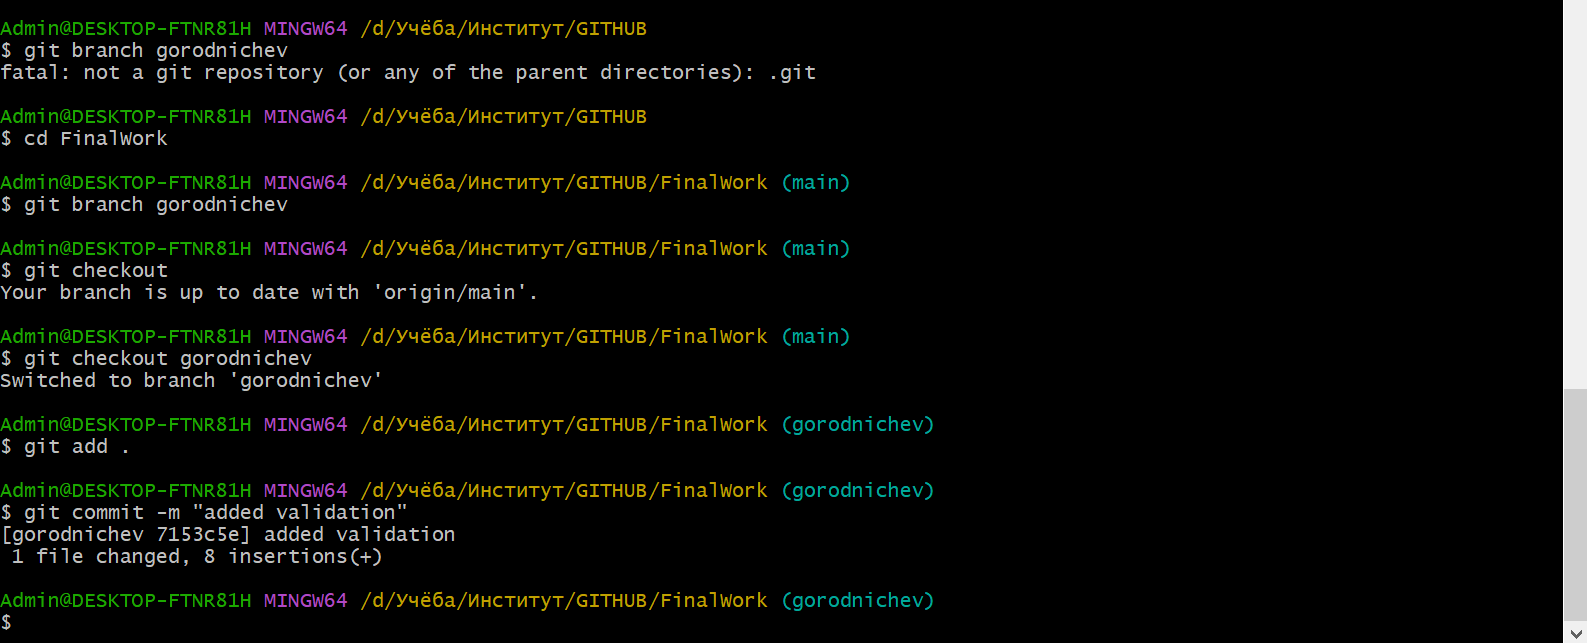 Admin@DESKTOP-FTNR81H MINGW64 /d/Учёба/Институт/GITHUB
$ git branch gorodnichev
fatal: not a git repository (or any of the parent directories): .git
Admin@DESKTOP-FTNR81H MINGW64 /d/Учёба/Институт/GITHUB
$ cd FinalWork
Admin@DESKTOP-FTNR81H MINGW64 /d/Учёба/Институт/GITHUB/FinalWork (main)
$ git branch gorodnichev
Admin@DESKTOP-FTNR81H MINGW64 /d/Учёба/Институт/GITHUB/FinalWork (main)
$ git checkout
Your branch is up to date with 'origin/main'.
Admin@DESKTOP-FTNR81H MINGW64 /d/Учёба/Институт/GITHUB/FinalWork (main)
$ git checkout gorodnichev
Switched to branch 'gorodnichev'
Admin@DESKTOP-FTNR81H MINGW64 /d/Учёба/Институт/GITHUB/FinalWork (gorodnichev)
$ git add .
Admin@DESKTOP-FTNR81H MINGW64 /d/Учёба/Институт/GITHUB/FinalWork (gorodnichev)
$ git commit -m "added validation"
[gorodnichev 7153c5e] added validation
 1 file changed, 8 insertions(+)
Admin@DESKTOP-FTNR81H MINGW64 /d/Учёба/Институт/GITHUB/FinalWork (gorodnichev)
$